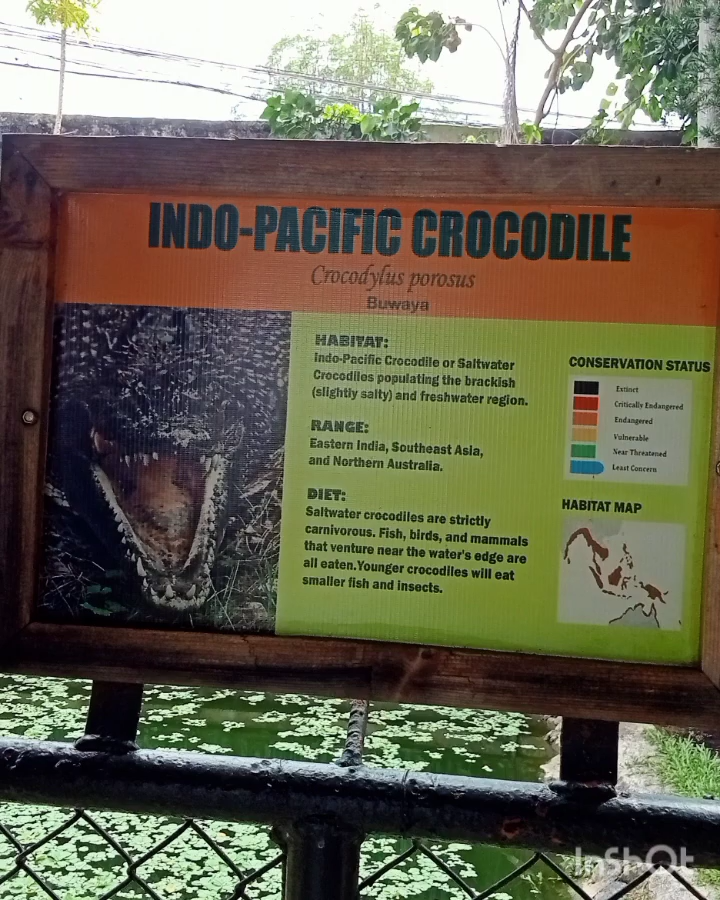 INDO-PACIFIC CROCODILE
Crocodylus porosus
Buwaya
HABITAT:
Indo-Pacific Crocodile or Saltwater
Crocodiles populating the brackish
(slightly salty) and freshwater region.
RANGE:
Eastern India, Southeast Asia,
and Northern Australia.
DIET:
Saltwater crocodiles are strictly
carnivorous. Fish, birds, and mammals
that venture near the water's edge are
all eaten.Younger crocodiles will eat
smaller fish and insects.
CONSERVATION STATUS
Extinct
Critically Endangered
Endangered
Vulnerable
Near Threatened
Least Concern
HABITAT MAP
InShOt